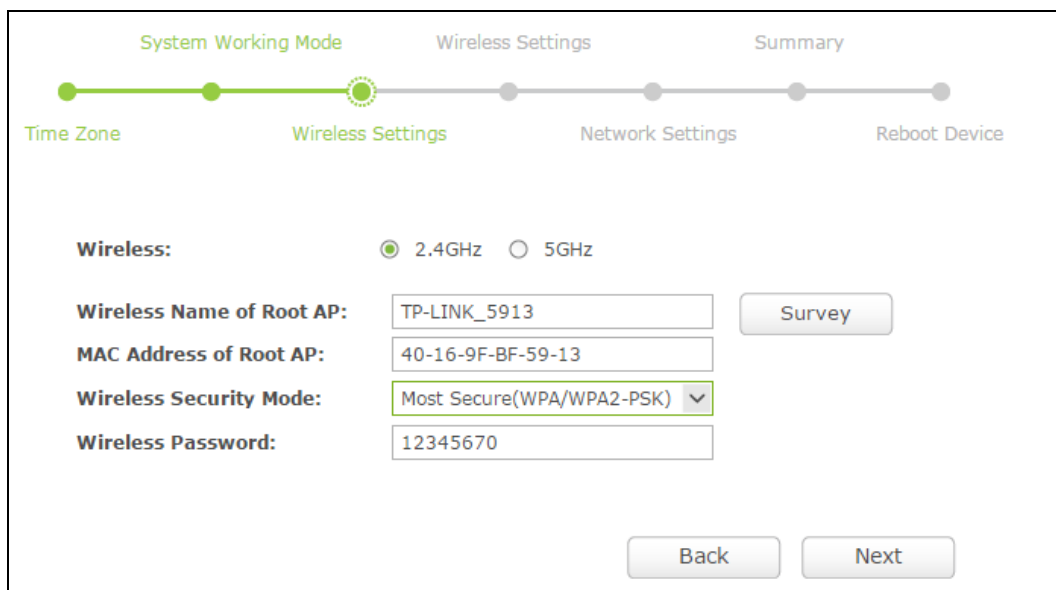 System Working Mode Wireless Settings Summary
Time Zone Wireless Settings Network Settings Reboot Device
Wireless: 2.4GHz 5GHz
Wireless Name of Root AP: TP-LINK_5913 Survey
MAC Address of Root AP: 40-16-9F-BF-59-13
Wireless Security Mode: Most Secure(WPA/WPA2-PSK)
Wireless Password: 12345670
Back Next